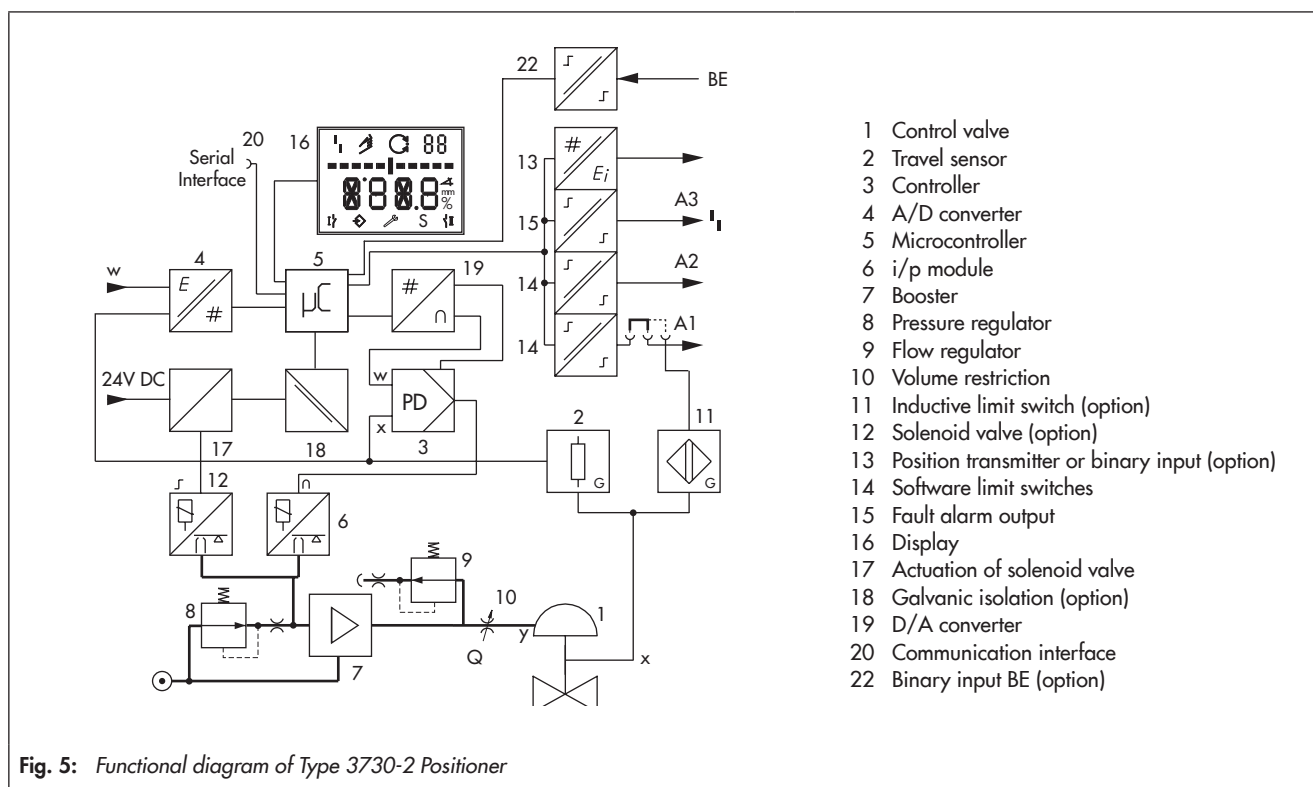 22
BE
20
16
Serial
Interface
88
13
#
Ei
A3
15
mm
%
S
w
4
5
19
E
#
µC
#
∩
14
A2
14
A1
24V DC
w
PD
x
17
18
3
2
11
G
G
12
∩
6
9
8
10
1
y
Q
x
7
1 Control valve
2 Travel sensor
3 Controller
4 A/D converter
5 Microcontroller
6 i/p module
7 Booster
8 Pressure regulator
9 Flow regulator
10 Volume restriction
11 Inductive limit switch (option)
12 Solenoid valve (option)
13 Position transmitter or binary input (option)
14 Software limit switches
15 Fault alarm output
16 Display
17 Actuation of solenoid valve
18 Galvanic isolation (option)
19 D/A converter
20 Communication interface
22 Binary input BE (option)
Fig. 5: Functional diagram of Type 3730-2 Positioner